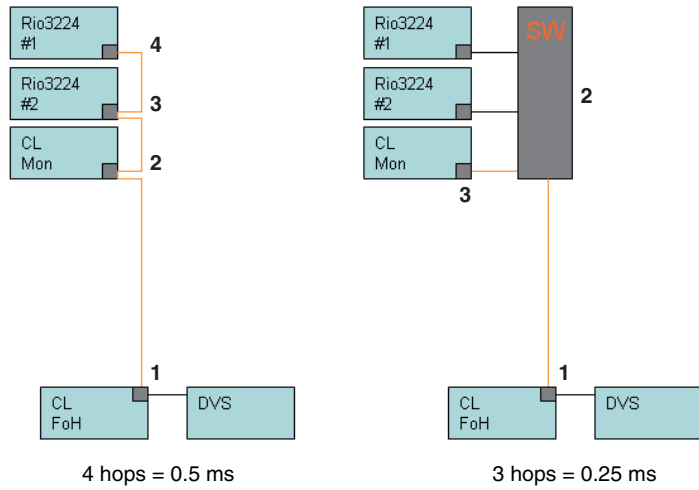 Rio3224
#1
4
Rio3224
#2
3
CL
Mon
2
1
CL
FoH
DVS
4 hops = 0.5 ms
Rio3224
#1
SW
Rio3224
#2
2
CL
Mon
3
1
CL
FoH
DVS
3 hops = 0.25 ms